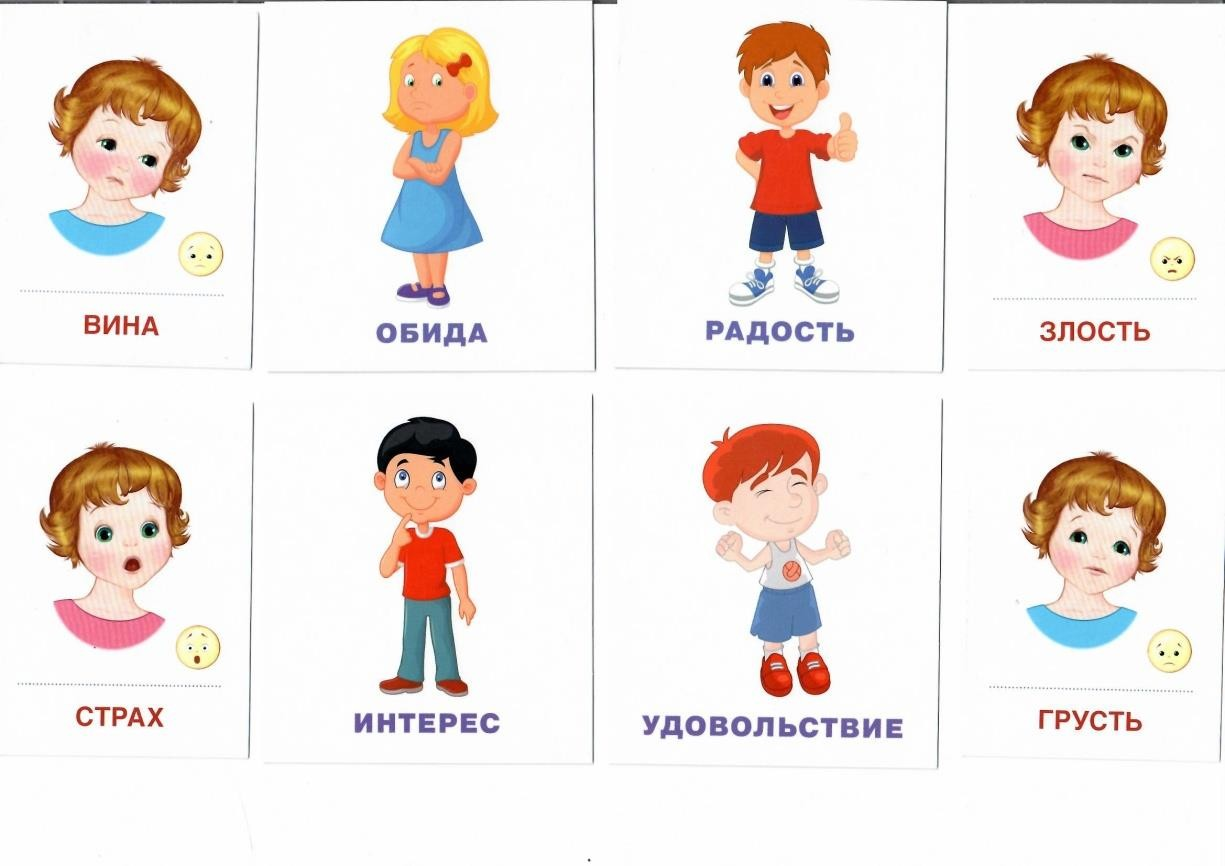 ВИНА
ОБИДА
РАДОСТЬ
ЗЛОСТЬ
СТРАХ
ИНТЕРЕС
УДОВОЛЬСТВИЕ
ГРУСТЬ